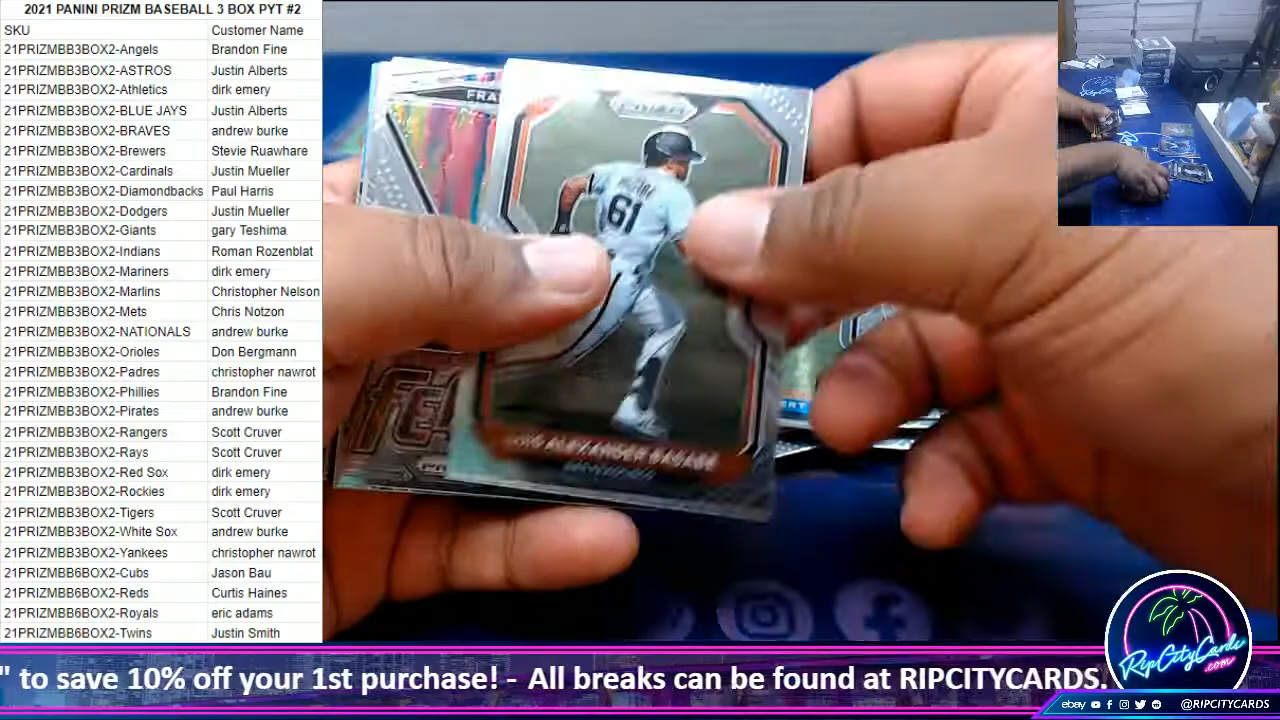 2021 PANINI PRIZM BASEBALL 3 BOX PYT #2
SKU Customer Name
21PRIZMBB3BOX2-Angels Brandon Fine
21PRIZMBB3BOX2-ASTROS Justin Alberts
21PRIZMBB3BOX2-Athletics dirk emery
21PRIZMBB3BOX2-BLUE JAYS Justin Alberts
21PRIZMBB3BOX2-BRAVES andrew burke
21PRIZMBB3BOX2-Brewers Stevie Ruawhare
21PRIZMBB3BOX2-Cardinals Justin Mueller
21PRIZMBB3BOX2-Diamondbacks Paul Harris
21PRIZMBB3BOX2-Dodgers Justin Mueller
21PRIZMBB3BOX2-Giants gary Teshima
21PRIZMBB3BOX2-Indians Roman Rozenblat
21PRIZMBB3BOX2-Mariners dirk emery
21PRIZMBB3BOX2-Marlins Christopher Nelson
21PRIZMBB3BOX2-Mets Chris Notzon
21PRIZMBB3BOX2-NATIONALS andrew burke
21PRIZMBB3BOX2-Orioles Don Bergmann
21PRIZMBB3BOX2-Padres christopher nawrot
21PRIZMBB3BOX2-Phillies Brandon Fine
21PRIZMBB3BOX2-Pirates andrew burke
21PRIZMBB3BOX2-Rangers Scott Cruver
21PRIZMBB3BOX2-Rays Scott Cruver
21PRIZMBB3BOX2-Red Sox dirk emery
21PRIZMBB3BOX2-Rockies dirk emery
21PRIZMBB3BOX2-Tigers Scott Cruver
21PRIZMBB3BOX2-White Sox andrew burke
21PRIZMBB3BOX2-Yankees christopher nawrot
21PRIZMBB6BOX2-Cubs Jason Bau
21PRIZMBB6BOX2-Reds Curtis Haines
21PRIZMBB6BOX2-Royals eric adams
21PRIZMBB6BOX2-Twins Justin Smith
FRA
PRIZM
61
ALEXANDER BASABE
ERT
RipCityCards
.com
" to save 10% off your 1st purchase! - All breaks can be found at RIPCITYCARDS.
ebay @RIPCITYCARDS